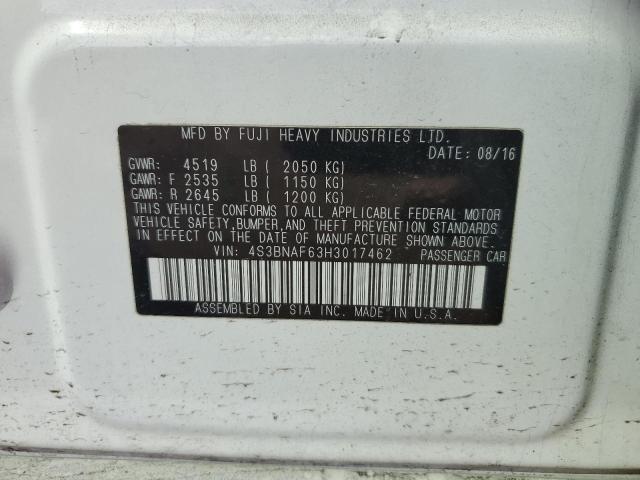 MFD BY FUJI HEAVY INDUSTRIES LTD.
DATE: 08/16
GVWR: 4519 LB ( 2050 KG)
GAWR: F 2535 LB ( 1150 KG)
GAWR: R 2645 LB ( 1200 KG)
THIS VEHICLE CONFORMS TO ALL APPLICABLE FEDERAL MOTOR
VEHICLE SAFETY,BUMPER,AND THEFT PREVENTION STANDARDS
IN EFFECT ON THE DATE OF MANUFACTURE SHOWN ABOVE.
VIN: 4S3BNAF63H3017462 PASSENGER CAR
ASSEMBLED BY SIA INC. MADE IN U.S.A.